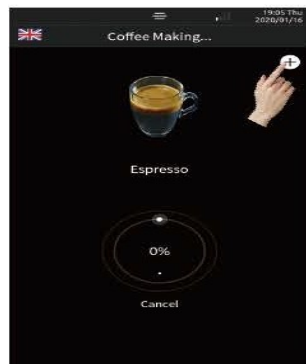 19:05 Thu
2020/01/16
Coffee Making...
Espresso
0%
Cancel